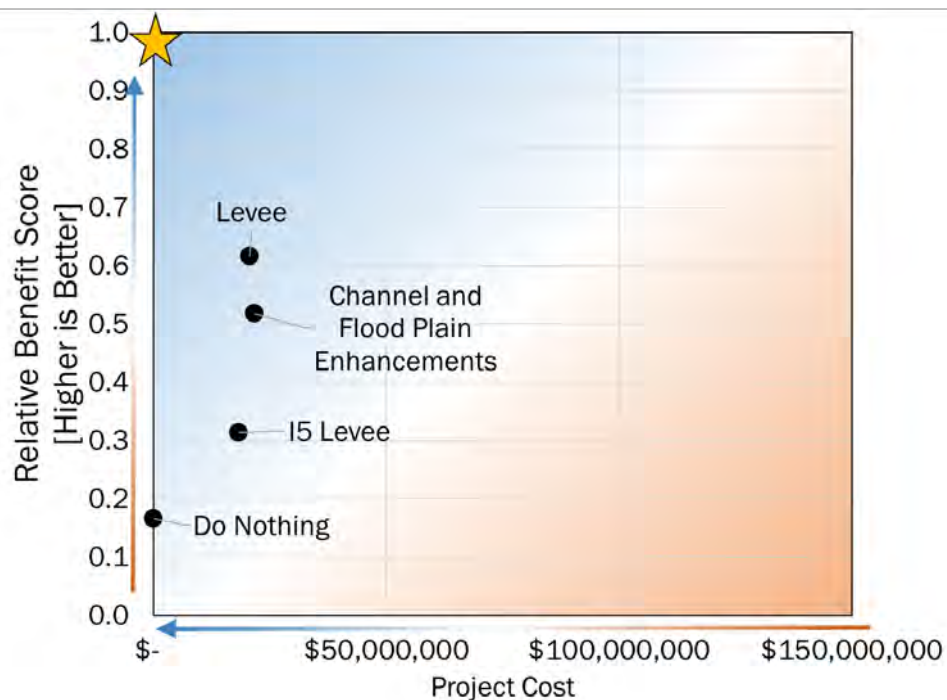 Relative Benefit Score
[Higher is Better]
1.0
0.9
0.8
0.7
0.6
0.5
0.4
0.3
0.2
0.1
0.0
Levee
Channel and
Flood Plain
Enhancements
I5 Levee
Do Nothing
$-
$50,000,000
$100,000,000
$150,000,000
Project Cost